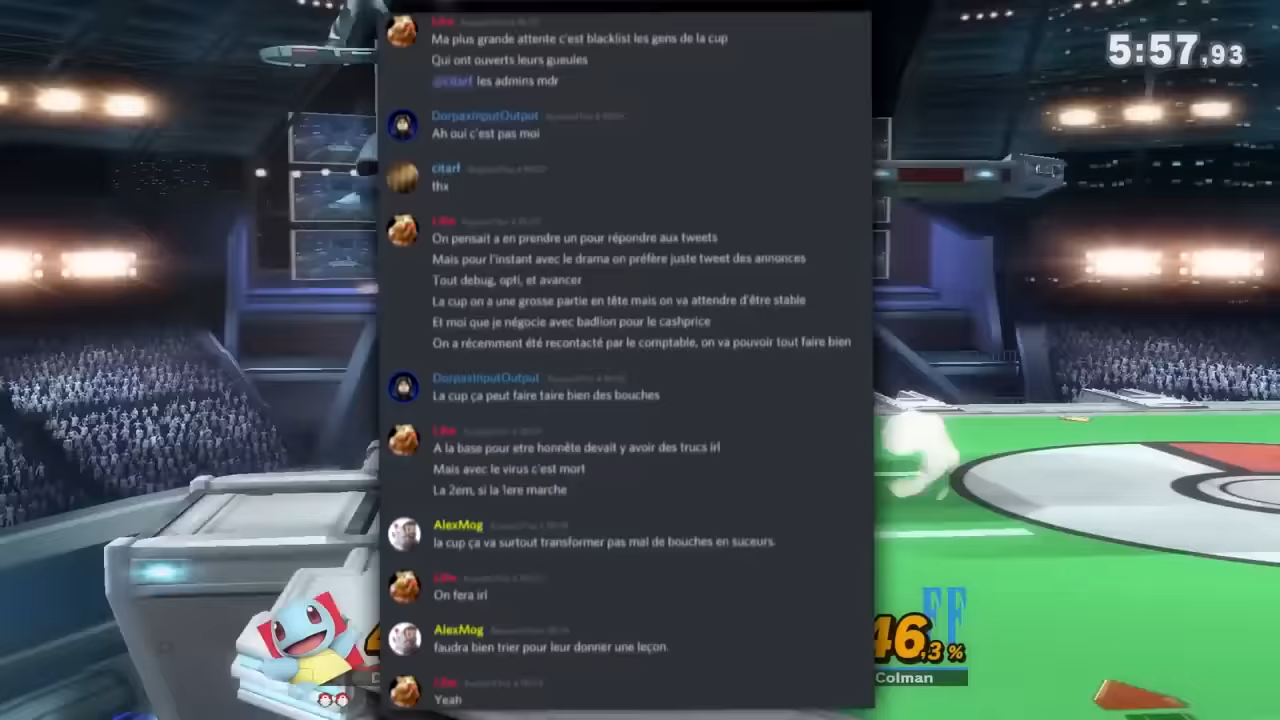 5:57,93
Ma plus grande attente c'est blacklist les gens de la cup
Qui ont ouverts leurs gueules
@citarf les admins mdr
DorpaxInputOutput
Ah oui c'est pas moi
citarf
thx
On pensait a en prendre un pour répondre aux tweets
Mais pour l'instant avec le drama on préfère juste tweet des annonces
Tout debug, opti, et avancer
La cup on a une grosse partie en tête mais on va attendre d'être stable
Et moi que je négocie avec badlion pour le cashprice
On a récemment été recontacté par le comptable, on va pouvoir tout faire bien
DorpaxInputOutput
La cup ça peut faire taire bien des bouches
A la base pour etre honnête devait y avoir des trucs irl
Mais avec le virus c'est mort
La 2em, si la 1ere marche
AlexMog
la cup ça va surtout transformer pas mal de bouches en suceurs.
On fera irl
AlexMog
faudra bien trier pour leur donner une leçon.
Yeah
FF
46,3%
Colman